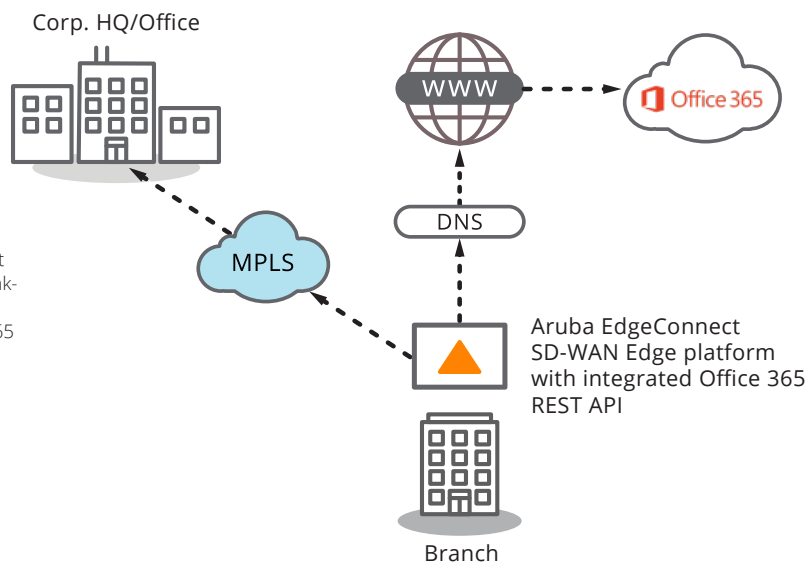 Corp. HQ/Office
WWW
Office 365
DNS
MPLS
Aruba EdgeConnect
SD-WAN Edge platform
with integrated Office 365
REST API
Branch